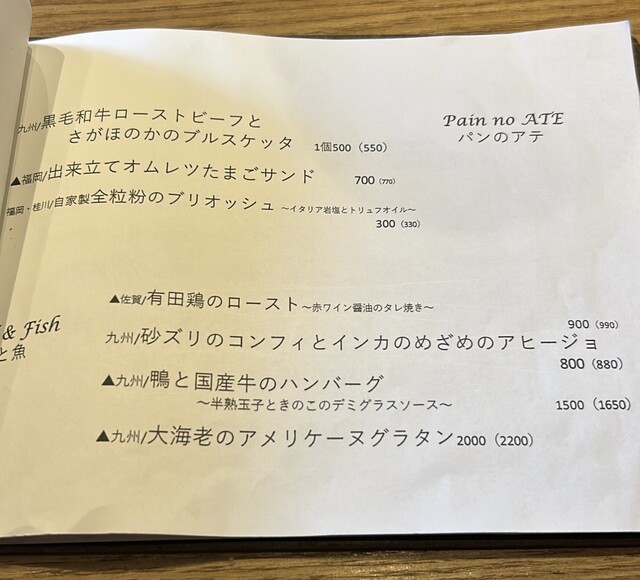 Pain no ATE
パンのアテ
九州/黒毛和牛ローストビーフと
さがほのかのブルスケッタ 1個500（550）
▲福岡/出来立てオムレツたまごサンド 700（770）
福岡・桂川/自家製全粒粉のブリオッシュ ～イタリア岩塩とトリュフオイル～
300（330）
& Fish
と魚
▲佐賀/有田鶏のロースト～赤ワイン醤油のタレ焼き～
900（990）
九州/砂ズリのコンフィとインカのめざめのアヒージョ
800（880）
▲九州/鴨と国産牛のハンバーグ
～半熟玉子ときのこのデミグラスソース～ 1500（1650）
▲九州/大海老のアメリケーヌグラタン2000（2200）